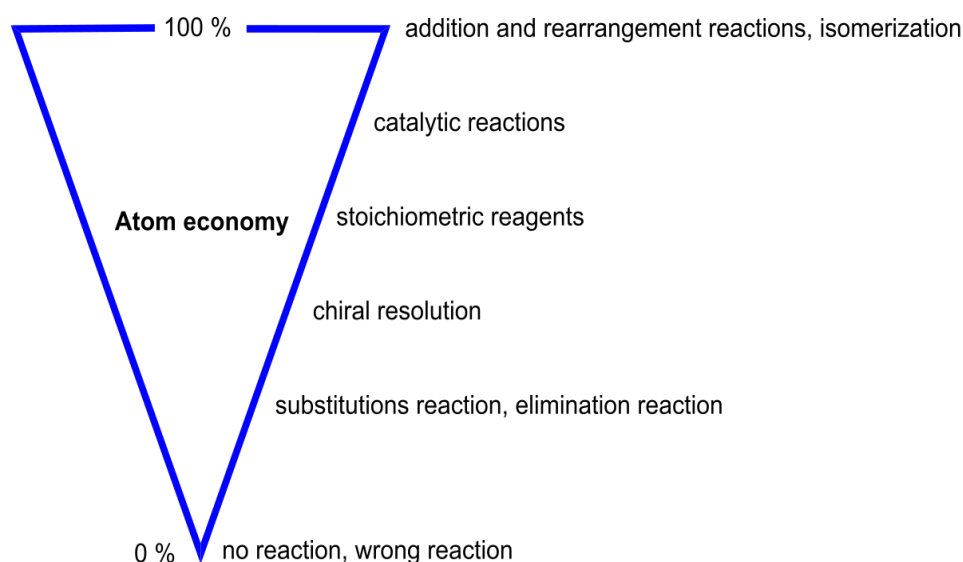 100 % addition and rearrangement reactions, isomerization
catalytic reactions
Atom economy stoichiometric reagents
chiral resolution
substitutions reaction, elimination reaction
0 % no reaction, wrong reaction